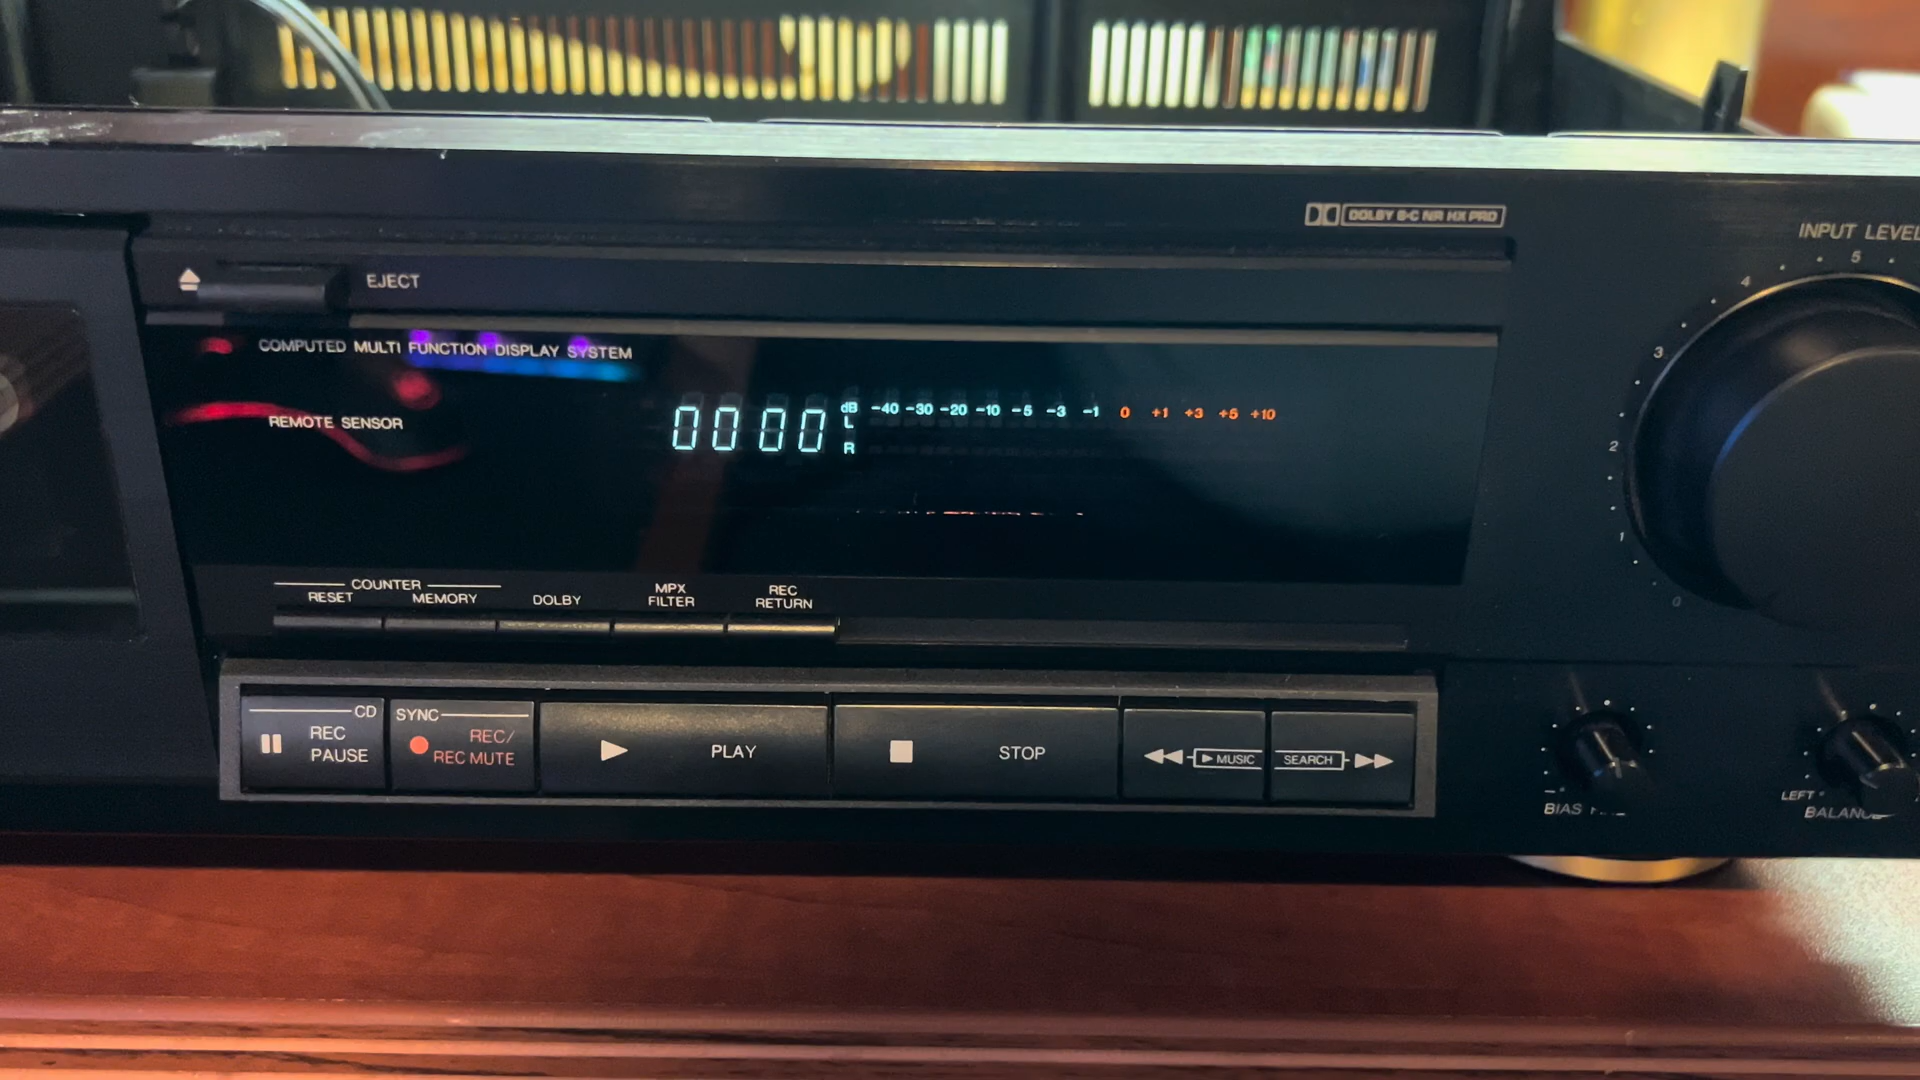 DOLBY B-C NR HX PRO
INPUT LEVEL
5
4
3
2
1
0
EJECT
COMPUTED MULTI FUNCTION DISPLAY SYSTEM
REMOTE SENSOR
0000
dB -40 -30 -20 -10 -5 -3 -1 0 +1 +3 +5 +10
L
R
COUNTER
RESET MEMORY DOLBY MPX FILTER REC RETURN
CD SYNC
REC PAUSE
REC/ REC MUTE
PLAY
STOP
MUSIC
SEARCH
BIAS
LEFT
BALANCE